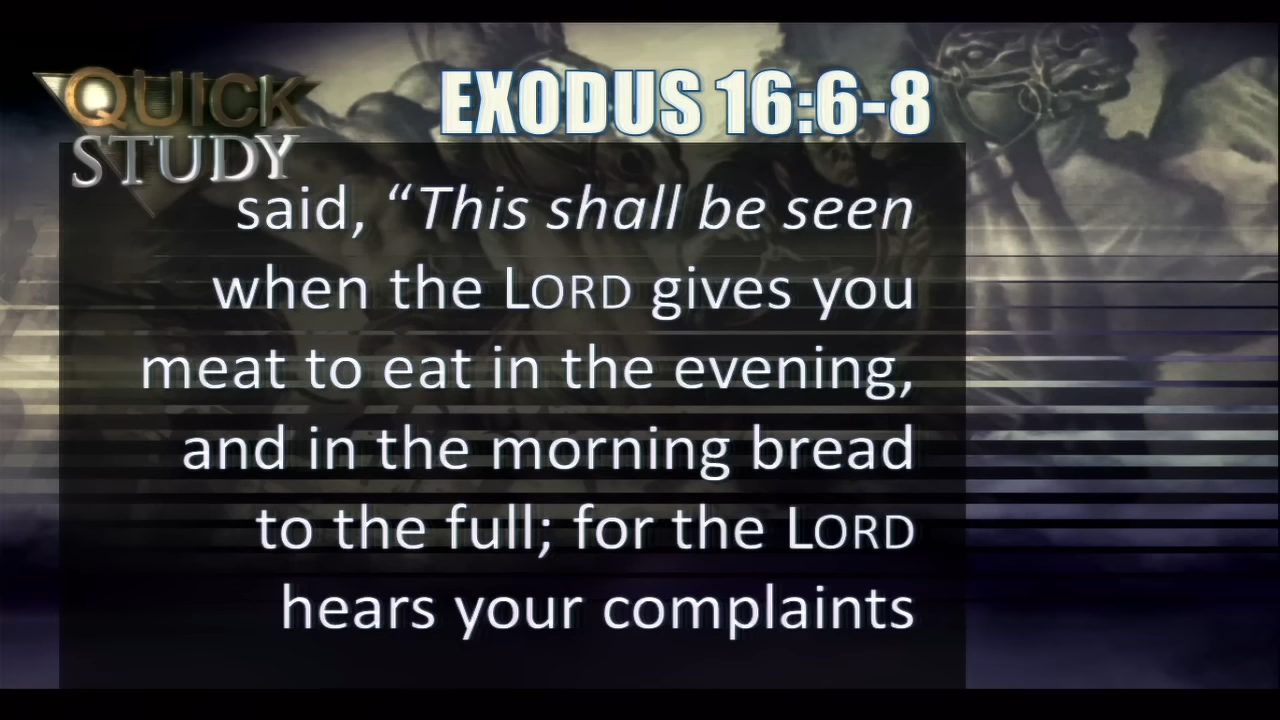 QUICK
STUDY
EXODUS 16:6-8
said, “This shall be seen
when the LORD gives you
meat to eat in the evening,
and in the morning bread
to the full; for the LORD
hears your complaints